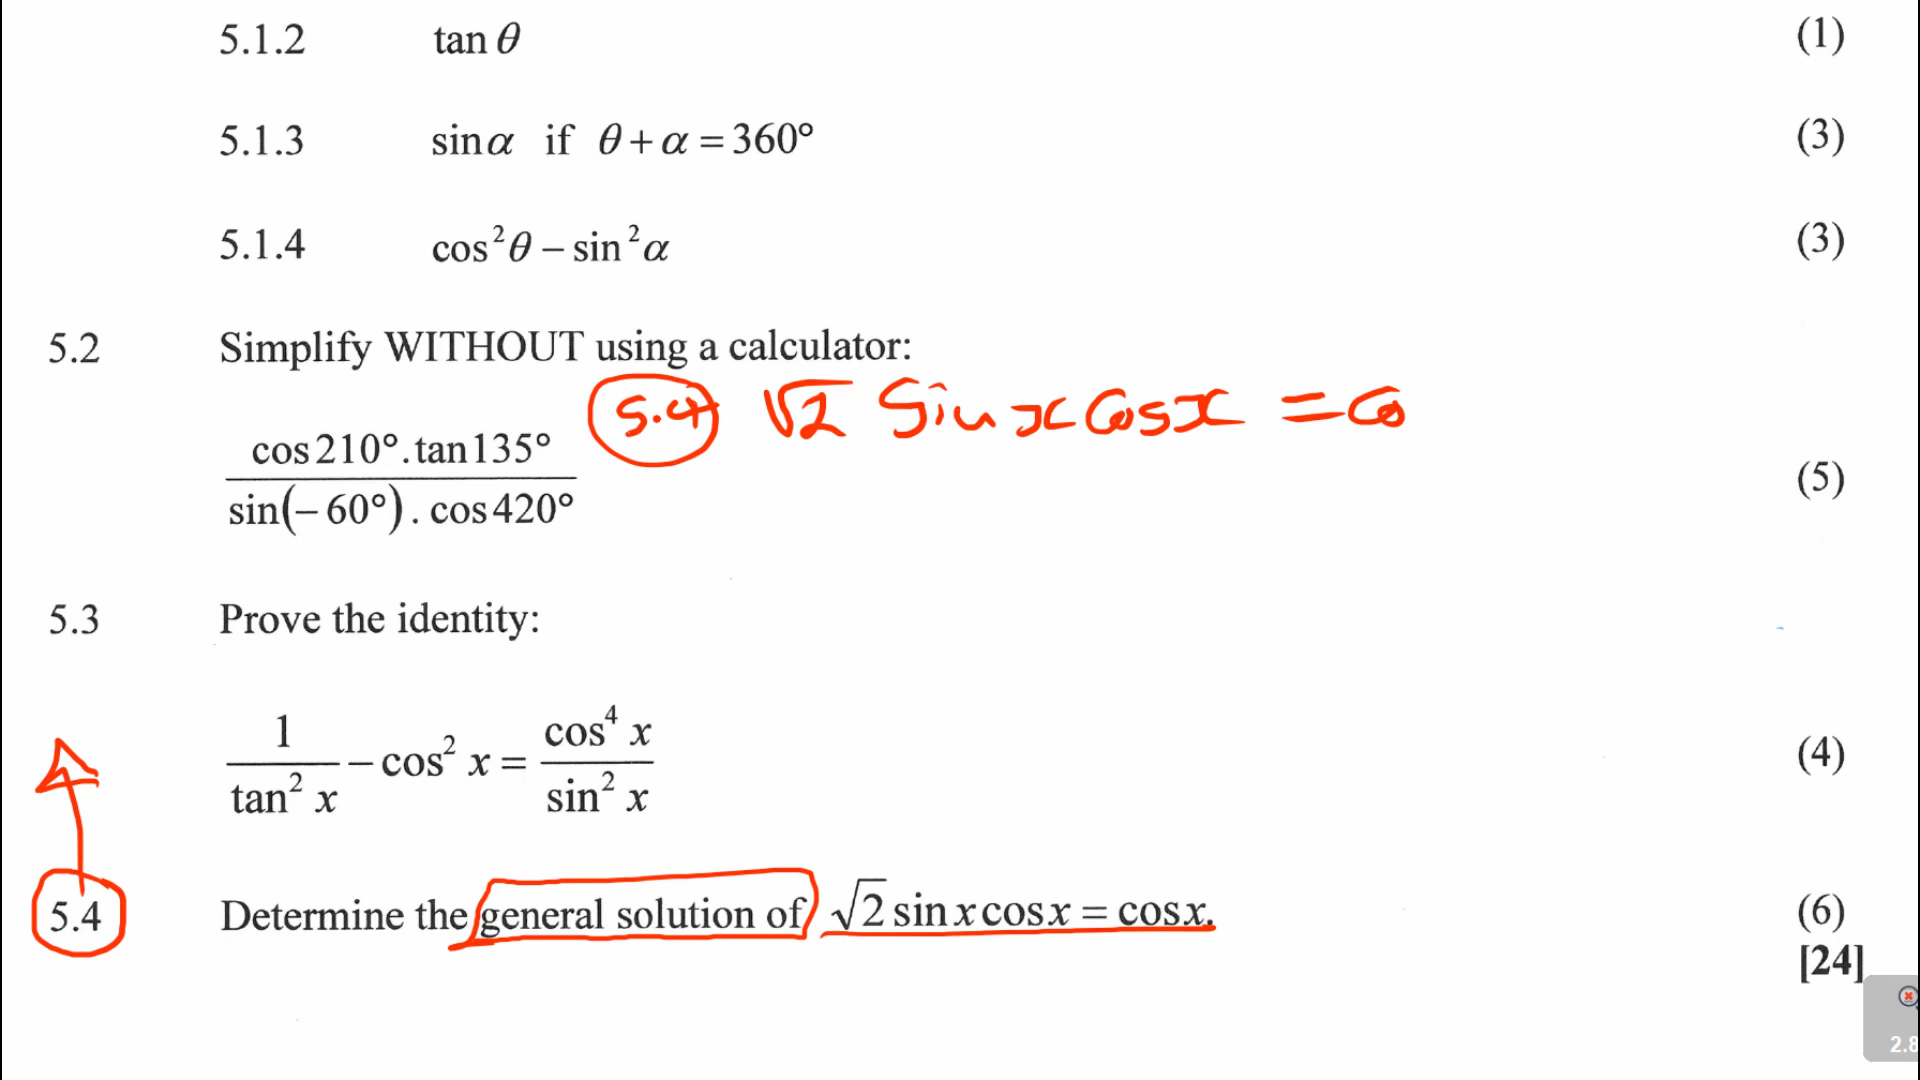 5.1.2 tan θ (1)
5.1.3 sin α if θ + α = 360° (3)
5.1.4 cos²θ – sin²α (3)
5.2 Simplify WITHOUT using a calculator:
5.4 √2 Sin x Cos x = Co
cos 210°. tan 135°
sin(– 60°) . cos 420° (5)
5.3 Prove the identity:
1/tan² x – cos² x = cos⁴ x/sin² x (4)
5.4 Determine the general solution of √2 sin x cos x = cos x. (6)
[24]
2.8